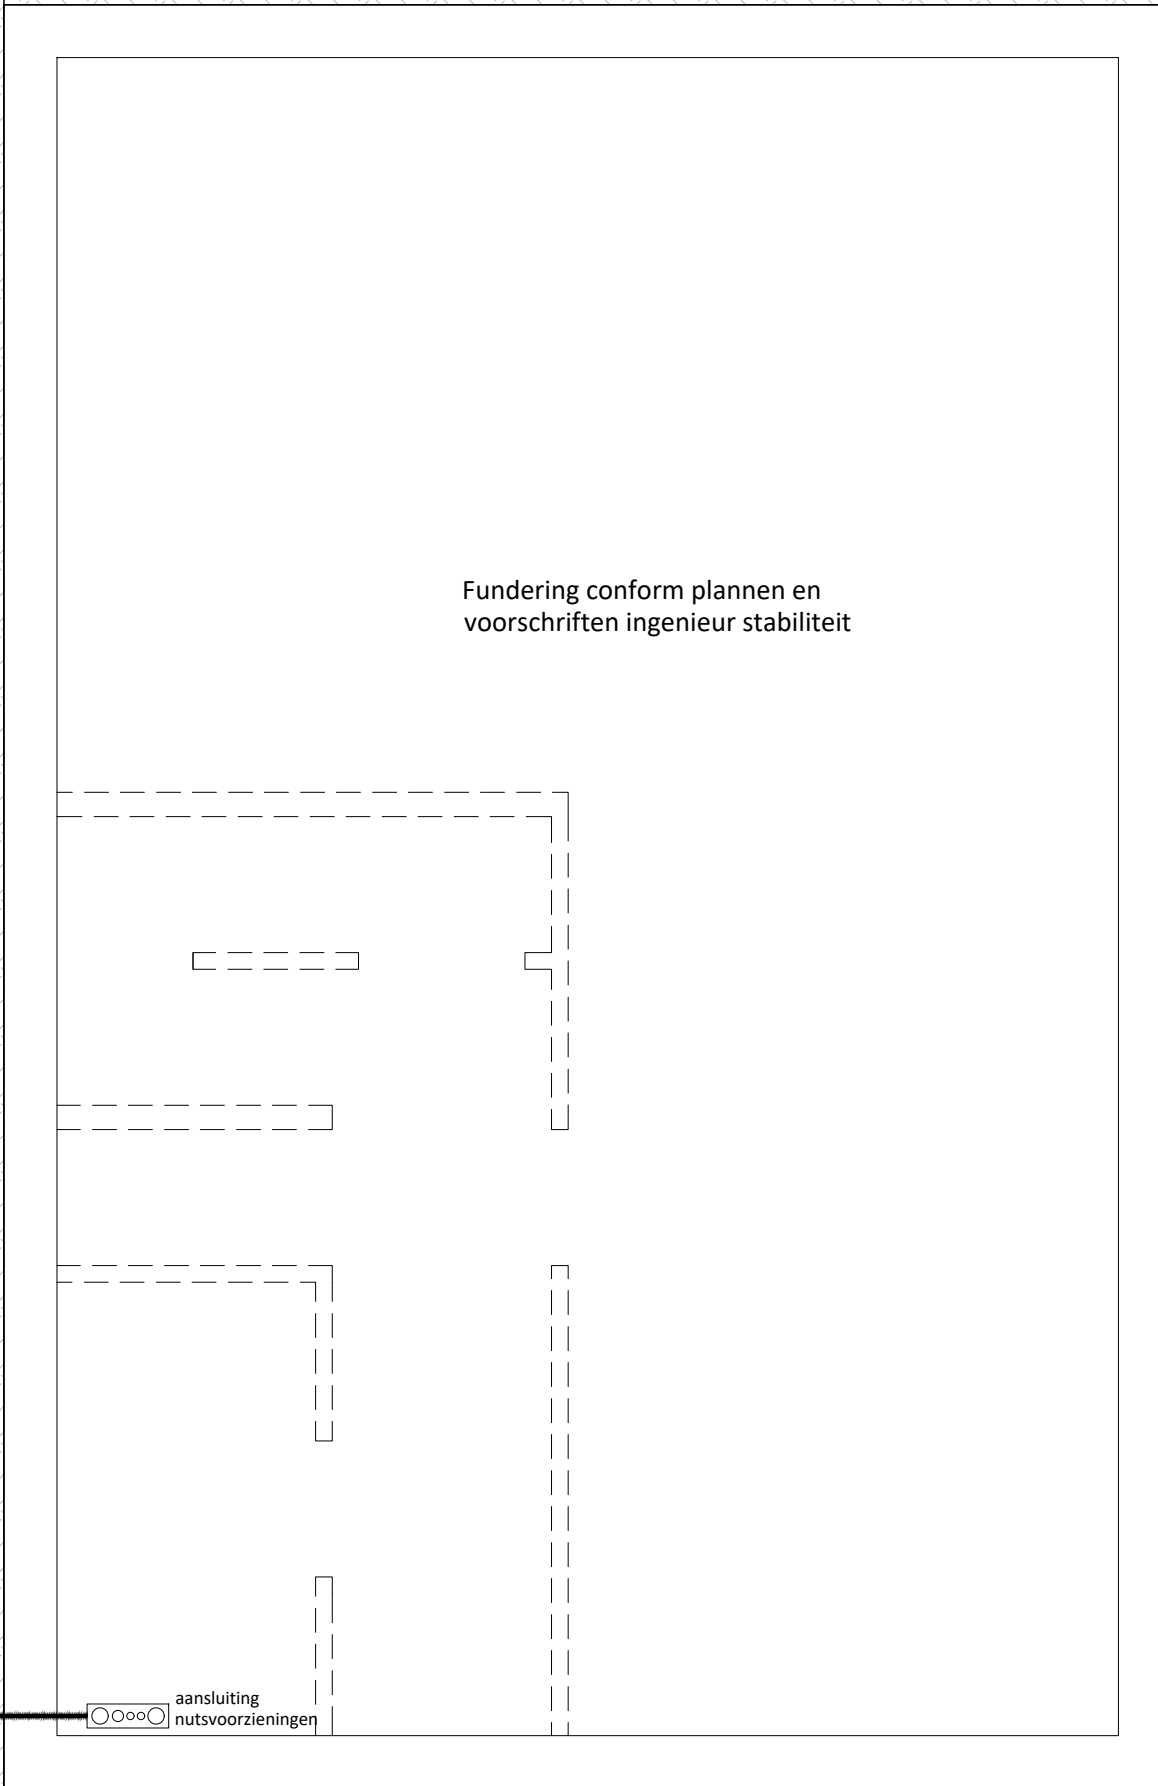 Fundering conform plannen en
voorschriften ingenieur stabiliteit
aansluiting
nutsvoorzieningen